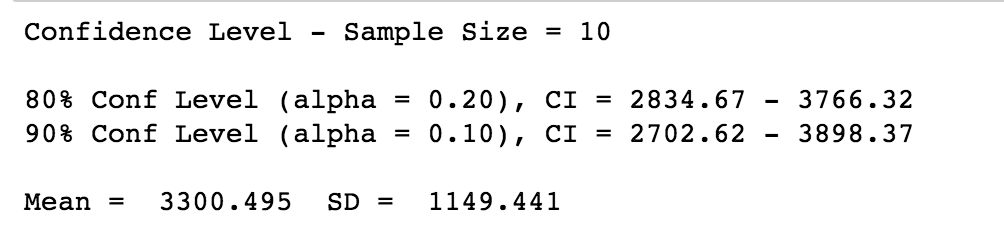 Confidence Level - Sample Size = 10
80% Conf Level (alpha = 0.20), CI = 2834.67 - 3766.32
90% Conf Level (alpha = 0.10), CI = 2702.62 - 3898.37
Mean =  3300.495  SD =  1149.441